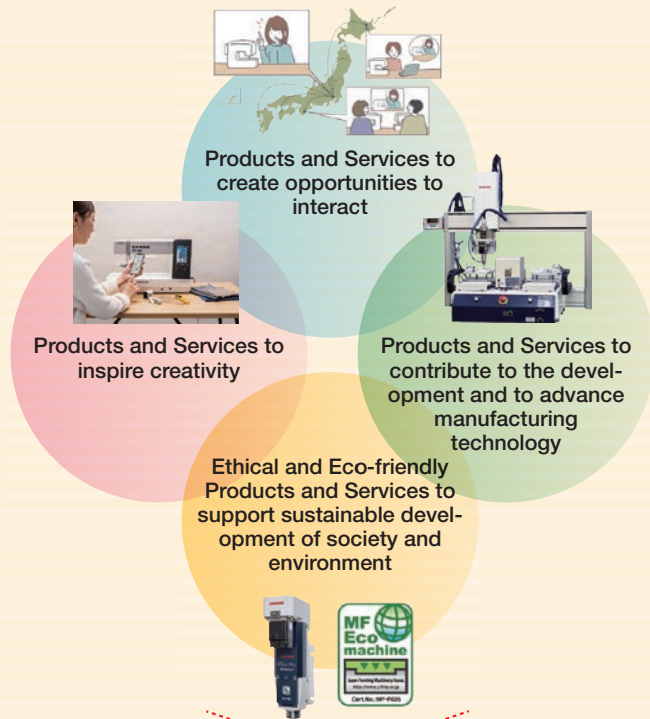 Products and Services to
create opportunities to
interact
Products and Services to
inspire creativity
Products and Services to
contribute to the devel-
opment and to advance
manufacturing
technology
Ethical and Eco-friendly
Products and Services to
support sustainable devel-
opment of society and
environment
MF
Eco
machine